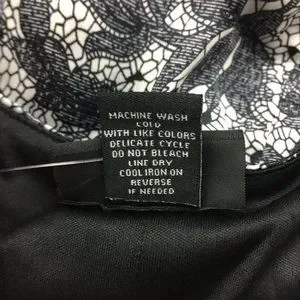 MACHINE WASH
COLD
WITH LIKE COLORS
DELICATE CYCLE
DO NOT BLEACH
LINE DRY
COOL IRON ON
REVERSE
IF NEEDED